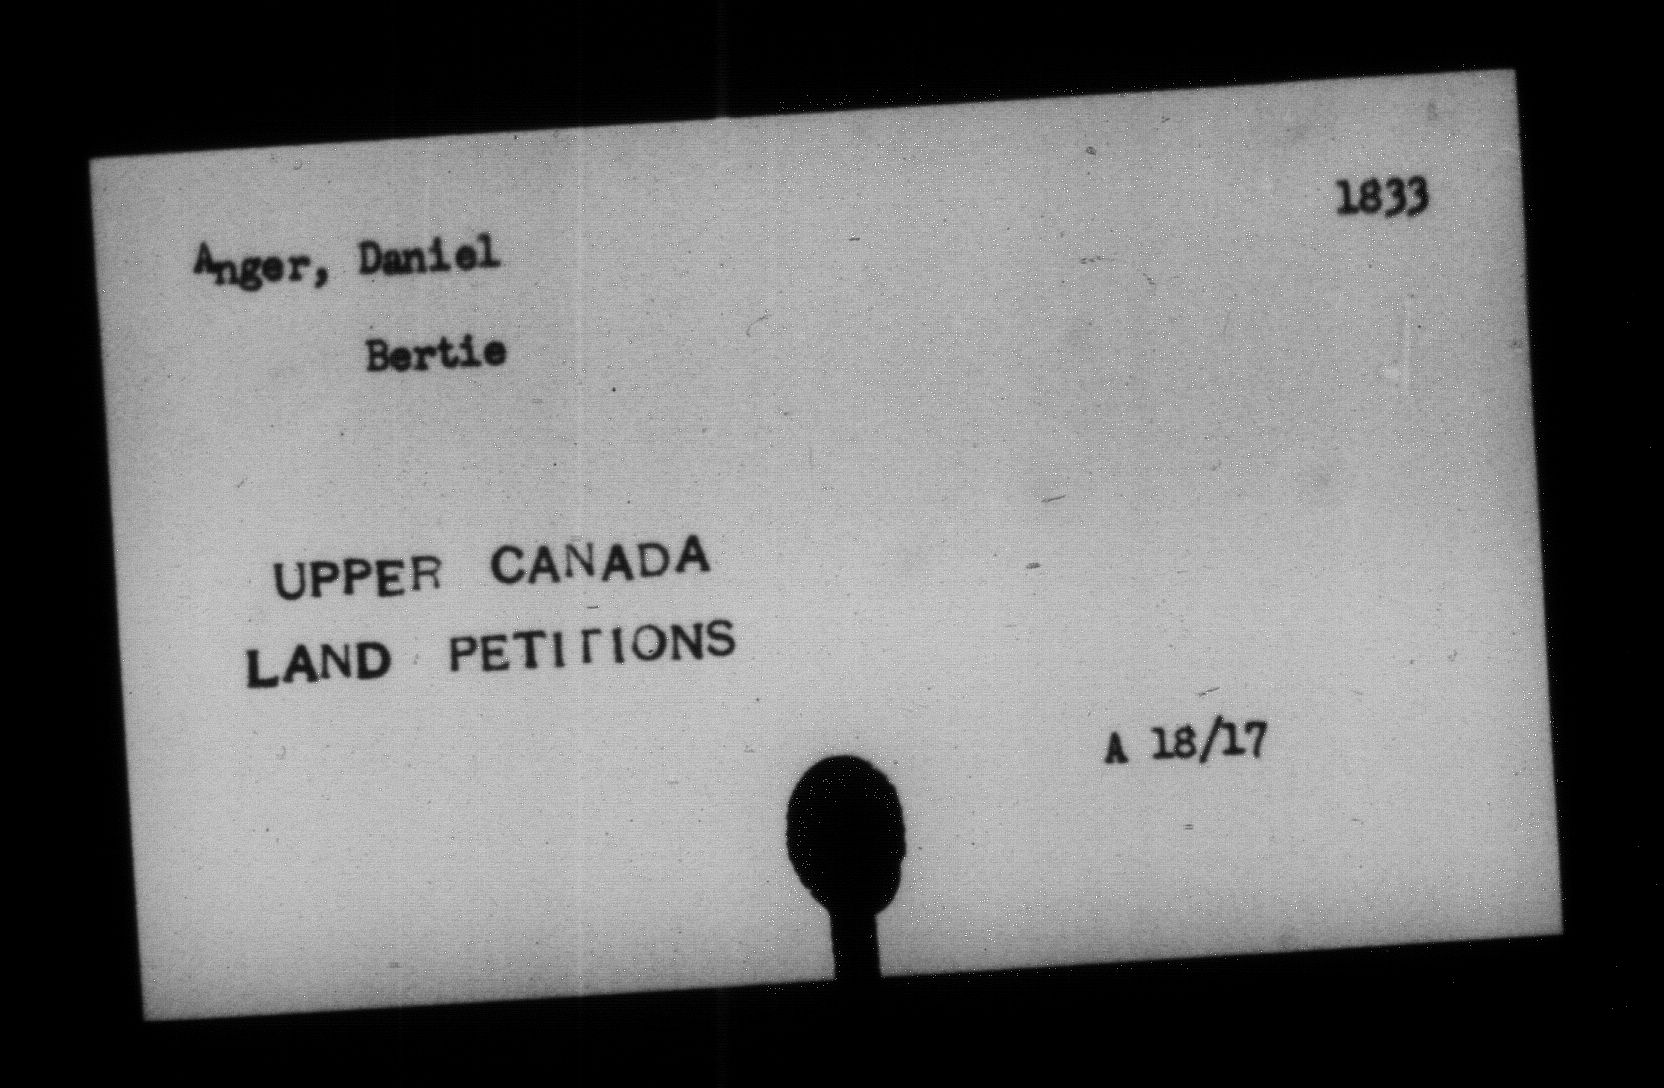 1833
Anger, Daniel
Bertie
UPPER CANADA
LAND PETITIONS
A 18/17